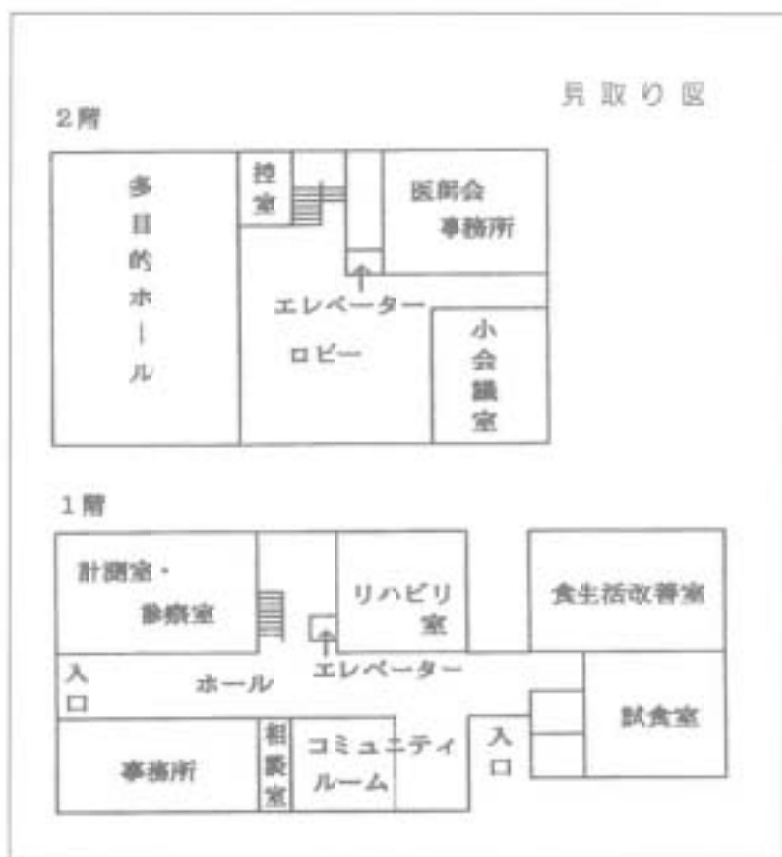 見取り図
2階
多目的ホール
控室
医師会
事務所
エレベーター
ロビー
小会議室
1階
計測室・
診察室
リハビリ
室
食生活改善室
入口
ホール
エレベーター
試食室
事務所
相談室
コミュニティ
ルーム
入口